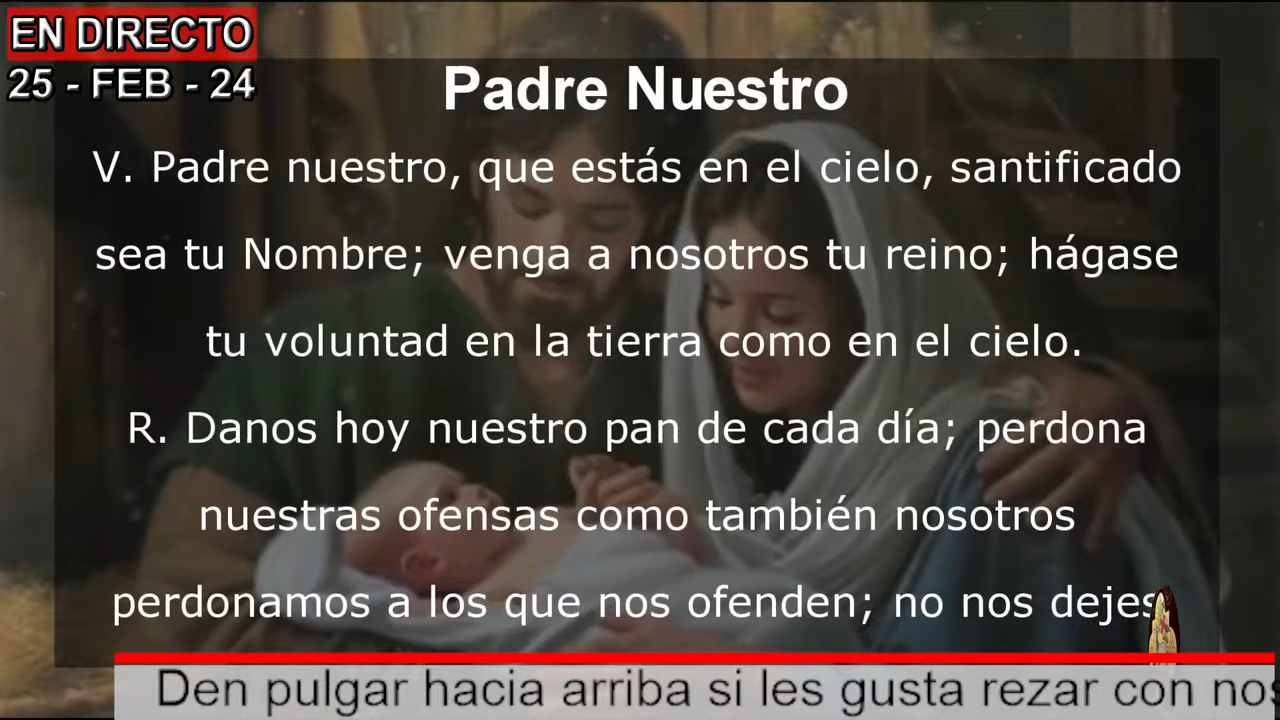 EN DIRECTO
25 - FEB - 24
Padre Nuestro
V. Padre nuestro, que estás en el cielo, santificado
sea tu Nombre; venga a nosotros tu reino; hágase
tu voluntad en la tierra como en el cielo.
R. Danos hoy nuestro pan de cada día; perdona
nuestras ofensas como también nosotros
perdonamos a los que nos ofenden; no nos dejes
Den pulgar hacia arriba si les gusta rezar con